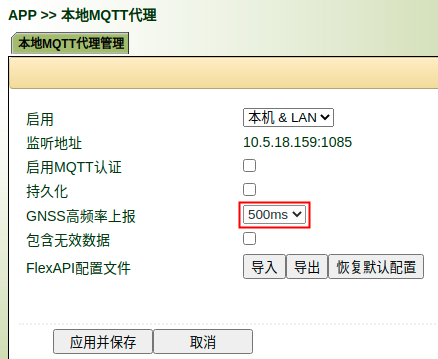 APP >> 本地MQTT代理
本地MQTT代理管理
启用 本机 & LAN
监听地址 10.5.18.159:1085
启用MQTT认证
持久化
GNSS高频率上报 500ms
包含无效数据
FlexAPI配置文件 导入 导出 恢复默认配置
应用并保存 取消